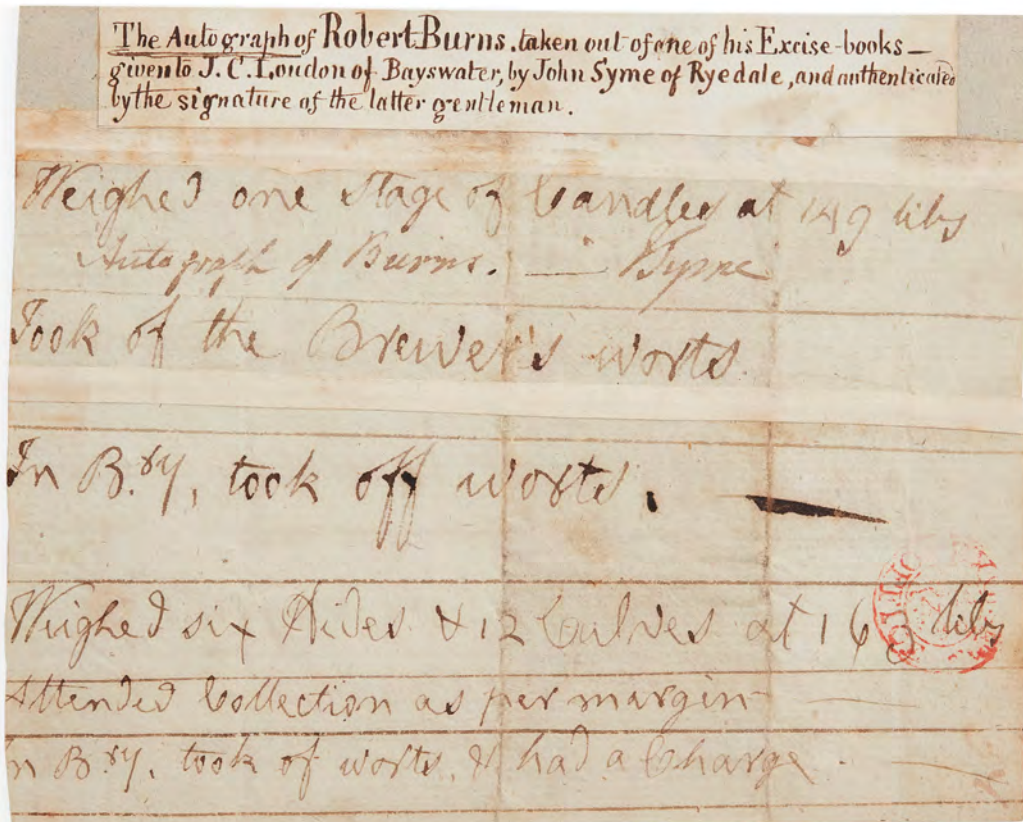 The Autograph of Robert Burns, taken out of one of his Excise-books—
given to J. C. Loudon of Bayswater, by John Syme of Ryedale, and authenticated
by the signature of the latter gentleman.
Weighed one Stage of Candles at 149 libs
Autograph of Burns. — JSyme
Took of the Brewer's worts.
In B.ry, took off worts. —
Weighed six Hides & 12 Calves at 168 libs
Attended Collection as per margin —
In B.ry. took of worts, & had a Charge. —